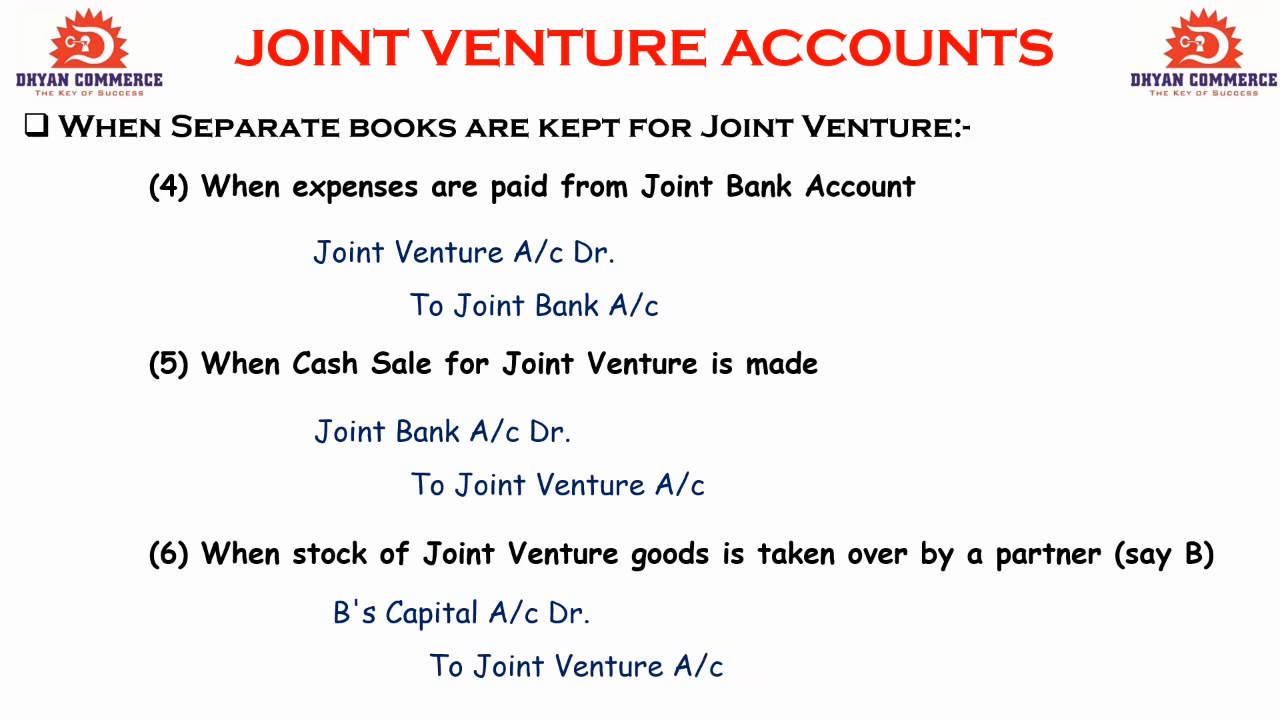 DHYAN COMMERCE
THE KEY OF SUCCESS
JOINT VENTURE ACCOUNTS
DHYAN COMMERCE
THE KEY OF SUCCESS
WHEN SEPARATE BOOKS ARE KEPT FOR JOINT VENTURE:-
(4) When expenses are paid from Joint Bank Account
Joint Venture A/c Dr.
To Joint Bank A/c
(5) When Cash Sale for Joint Venture is made
Joint Bank A/c Dr.
To Joint Venture A/c
(6) When stock of Joint Venture goods is taken over by a partner (say B)
B's Capital A/c Dr.
To Joint Venture A/c